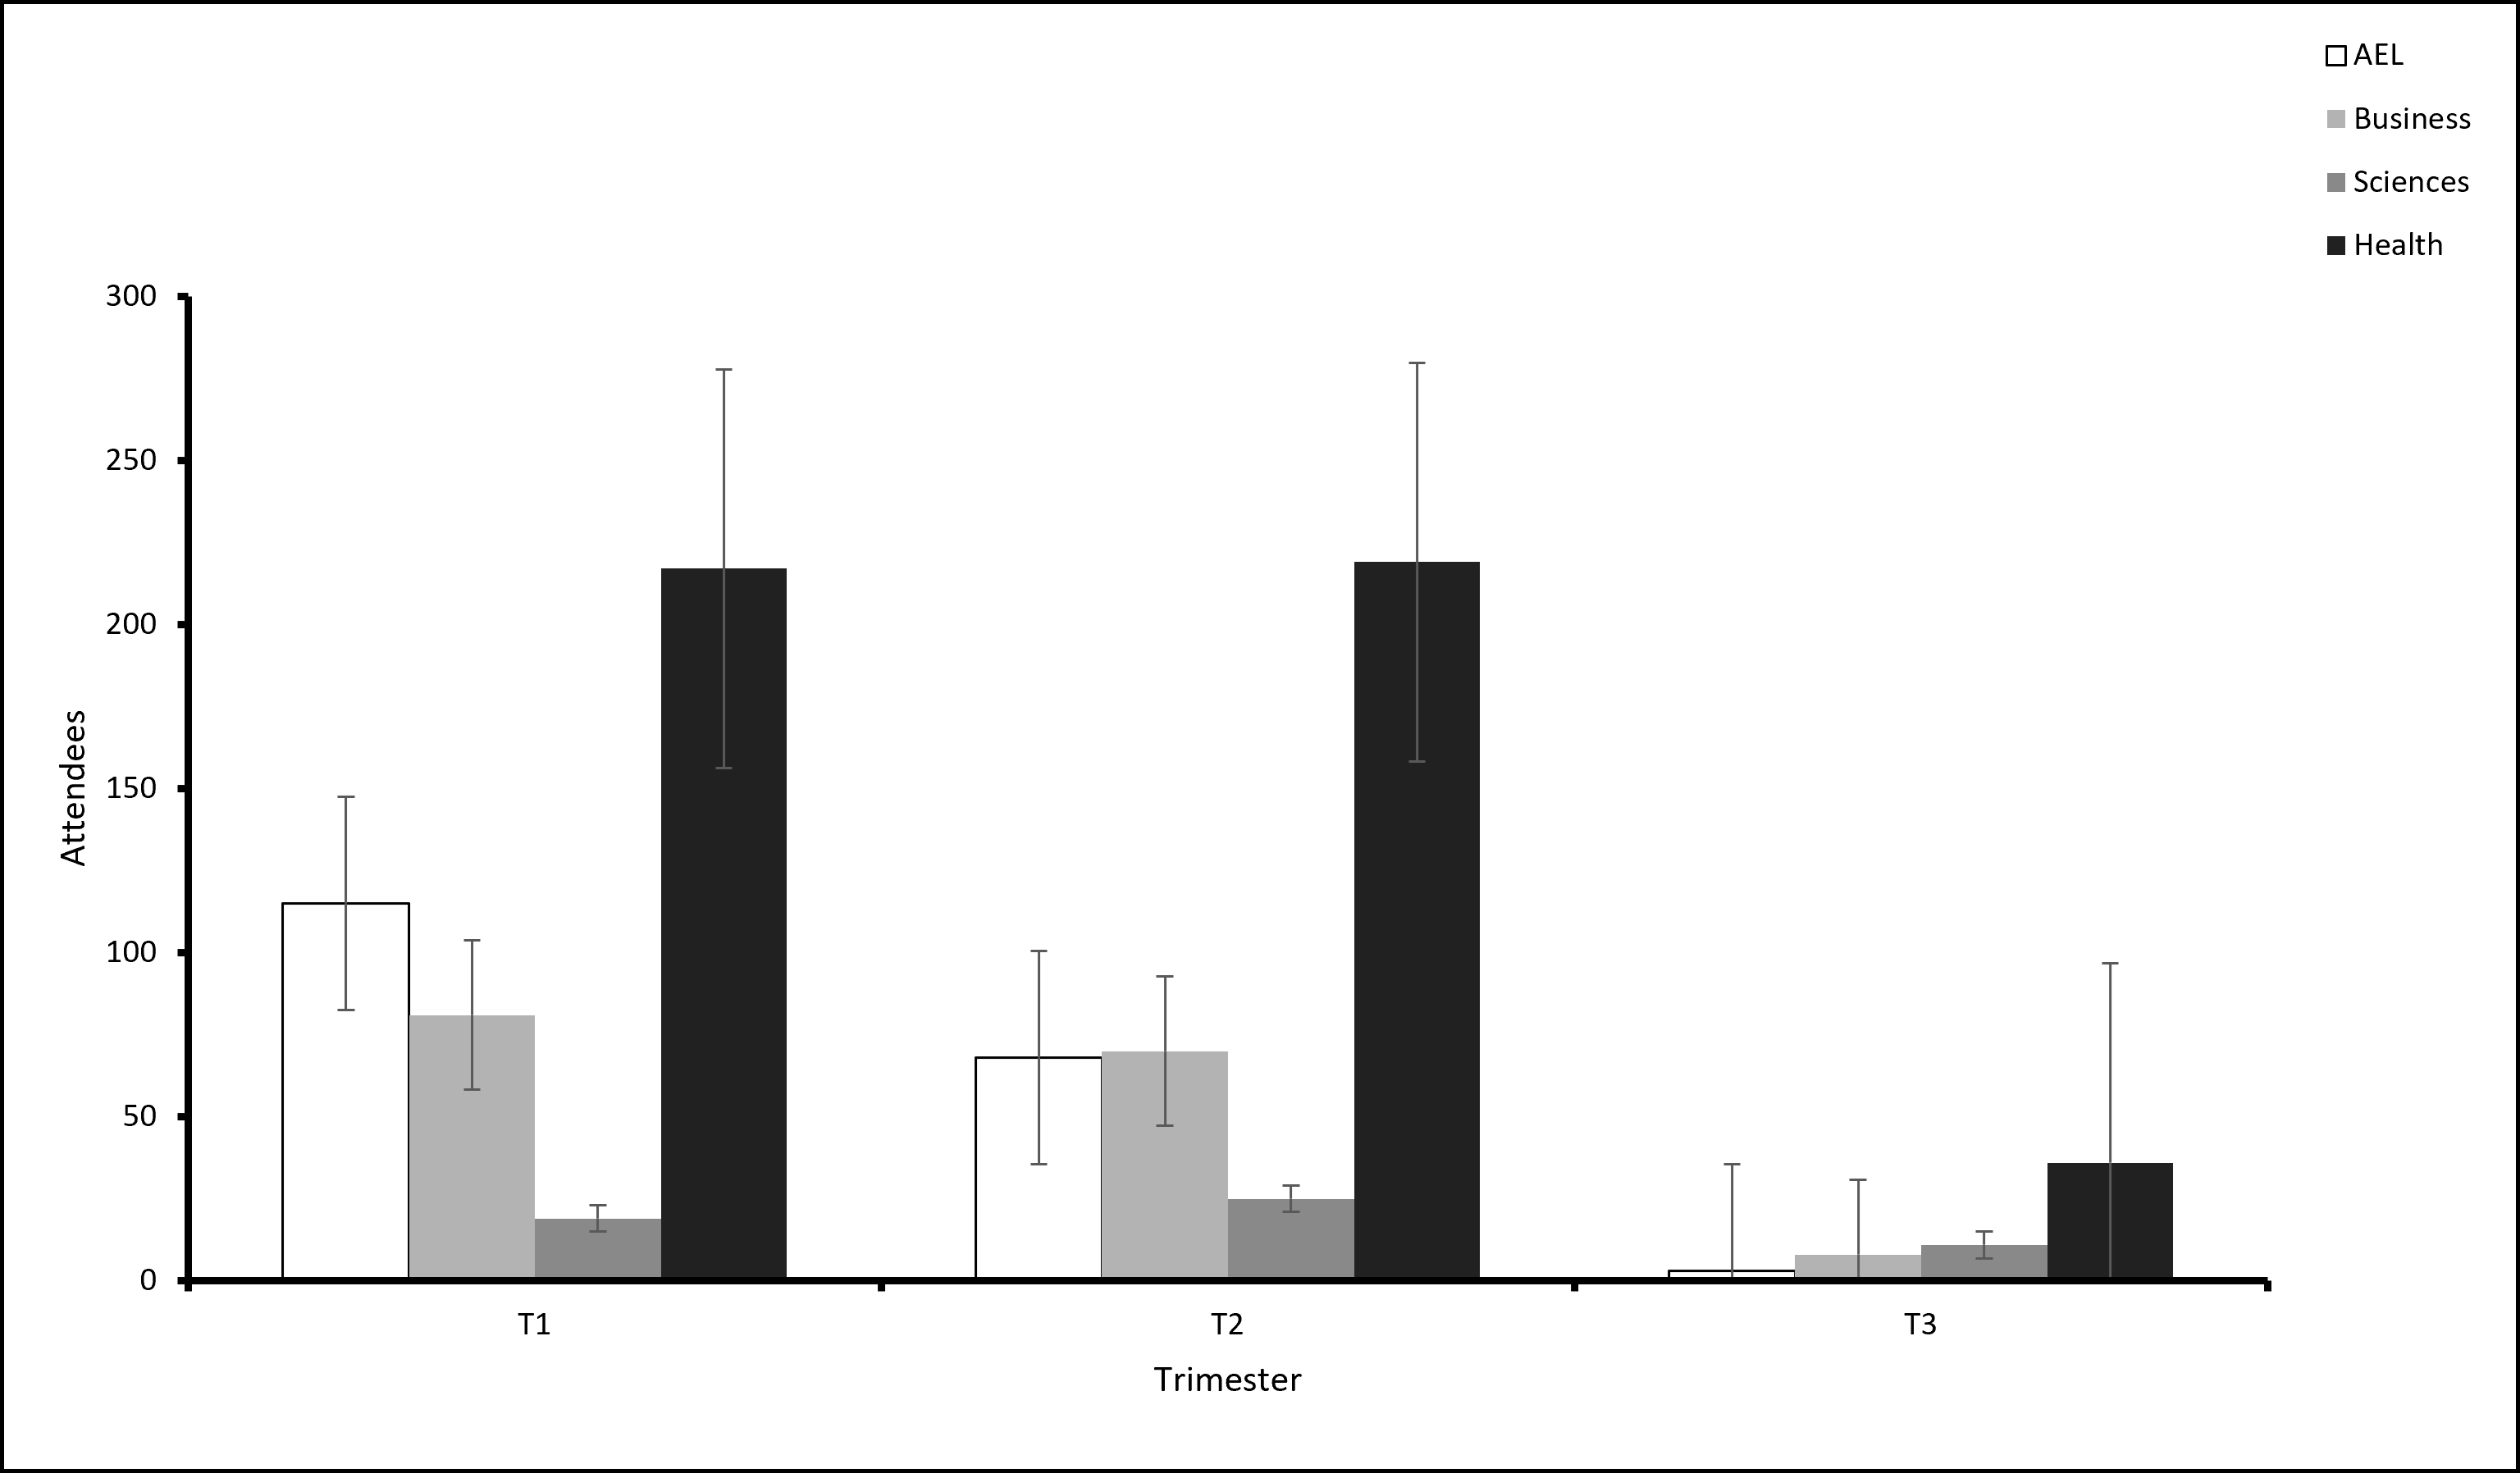 AEL
Business
Sciences
Health
300
250
200
150
100
50
0
Attendees
T1
T2
T3
Trimester